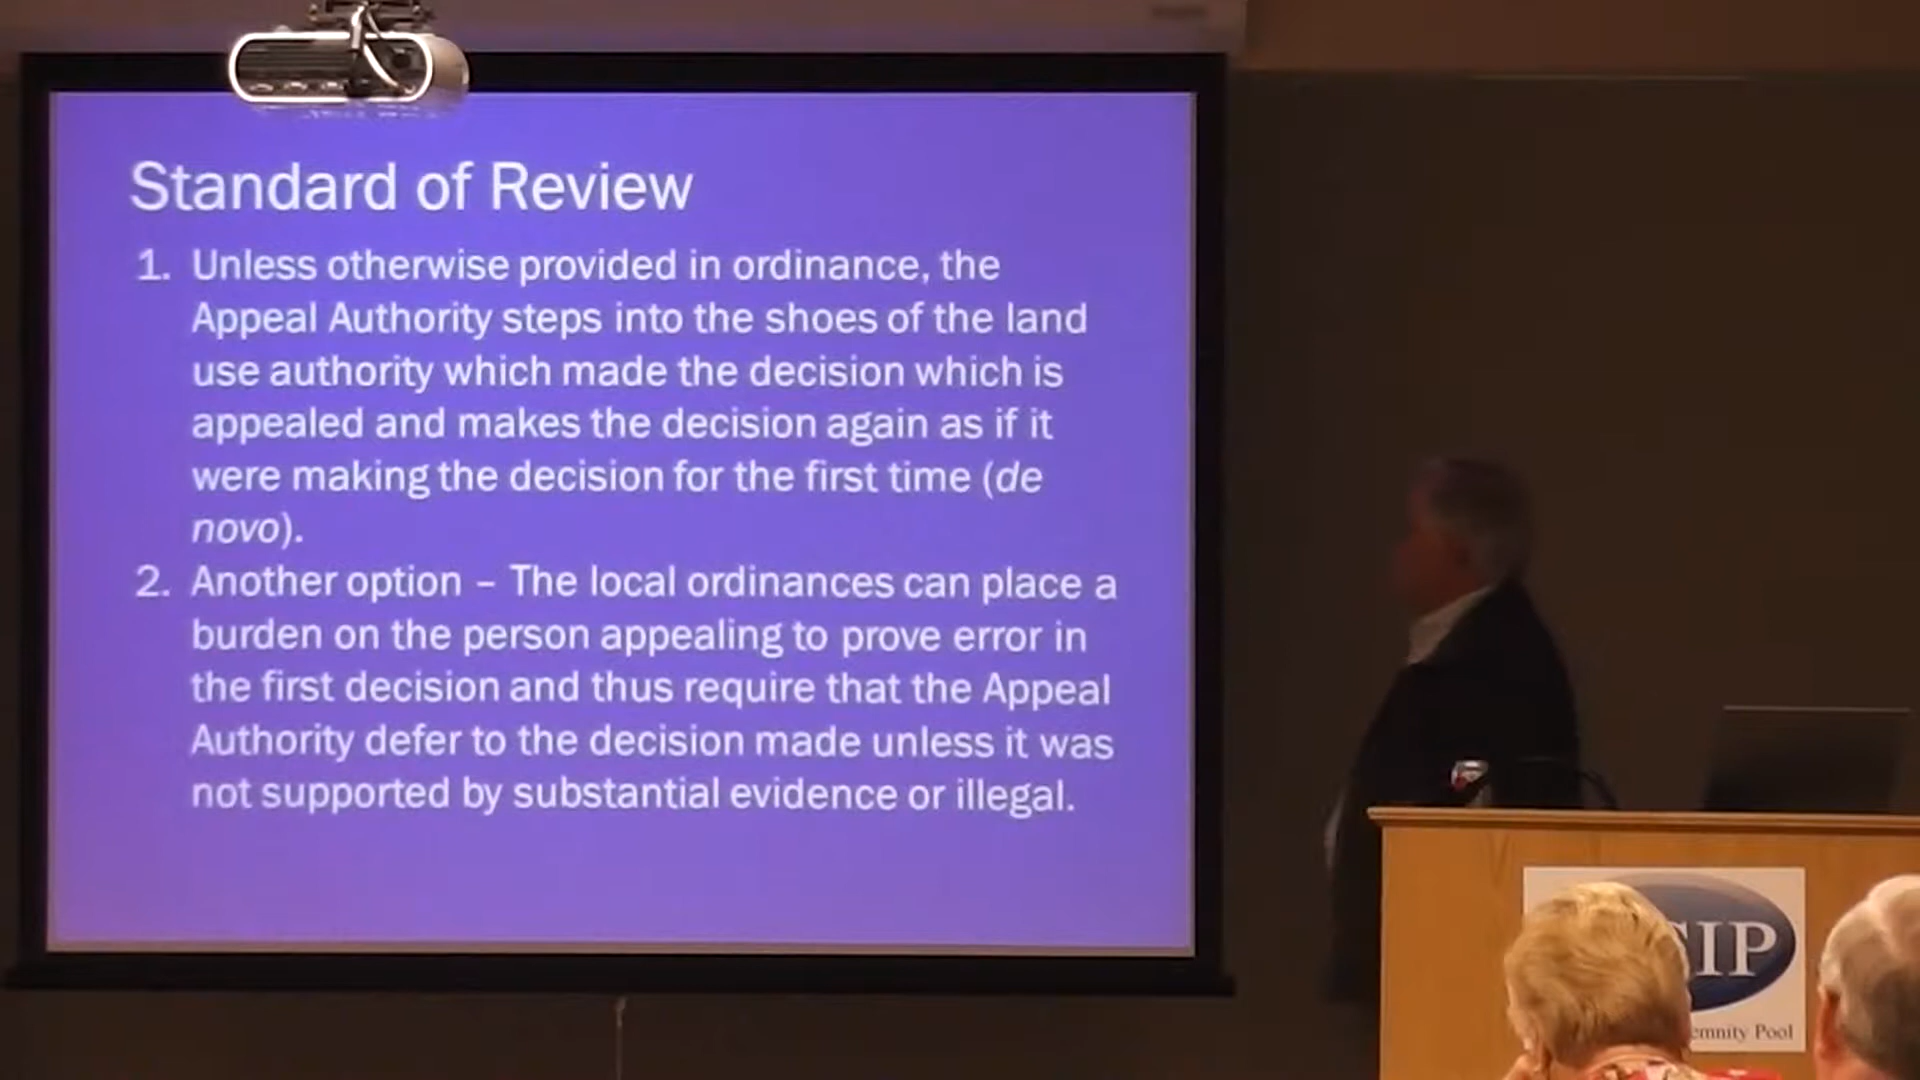 Standard of Review
1. Unless otherwise provided in ordinance, the
Appeal Authority steps into the shoes of the land
use authority which made the decision which is
appealed and makes the decision again as if it
were making the decision for the first time (de
novo).
2. Another option – The local ordinances can place a
burden on the person appealing to prove error in
the first decision and thus require that the Appeal
Authority defer to the decision made unless it was
not supported by substantial evidence or illegal.
Pool